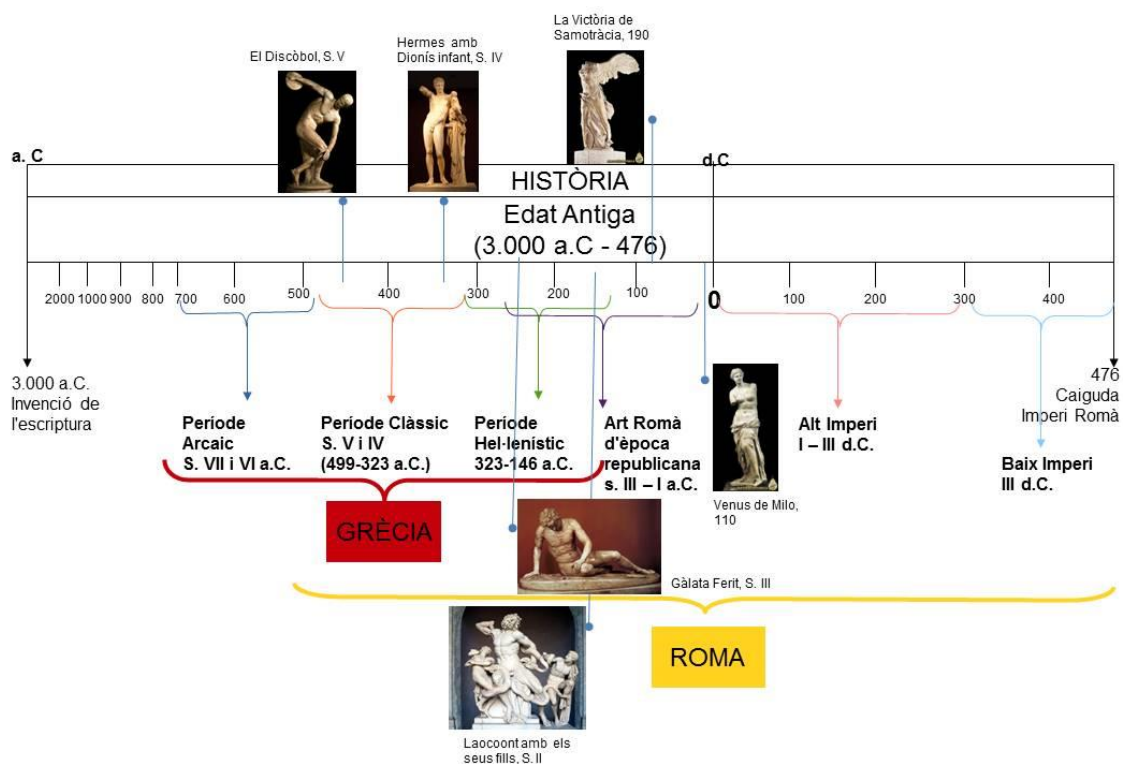 La Victòria de
Samotràcia, 190
Hermes amb
Dionís infant, S. IV
El Discòbol, S. V
a. C
d.C
HISTÒRIA
Edat Antiga
(3.000 a.C - 476)
2000 1000 900 800 700 600 500 400 300 200 100 0 100 200 300 400
3.000 a.C.
Invenció de
l'escriptura
476
Caiguda
Imperi Romà
Període
Arcaic
S. VII i VI a.C.
Període Clàssic
S. V i IV
(499-323 a.C.)
Període
Hel·lenístic
323-146 a.C.
Art Romà
d'època
republicana
s. III – I a.C.
Alt Imperi
I – III d.C.
Baix Imperi
III d.C.
Venus de Milo,
110
GRÈCIA
Gàlata Ferit, S. III
ROMA
Laocoont amb els
seus fills, S. II